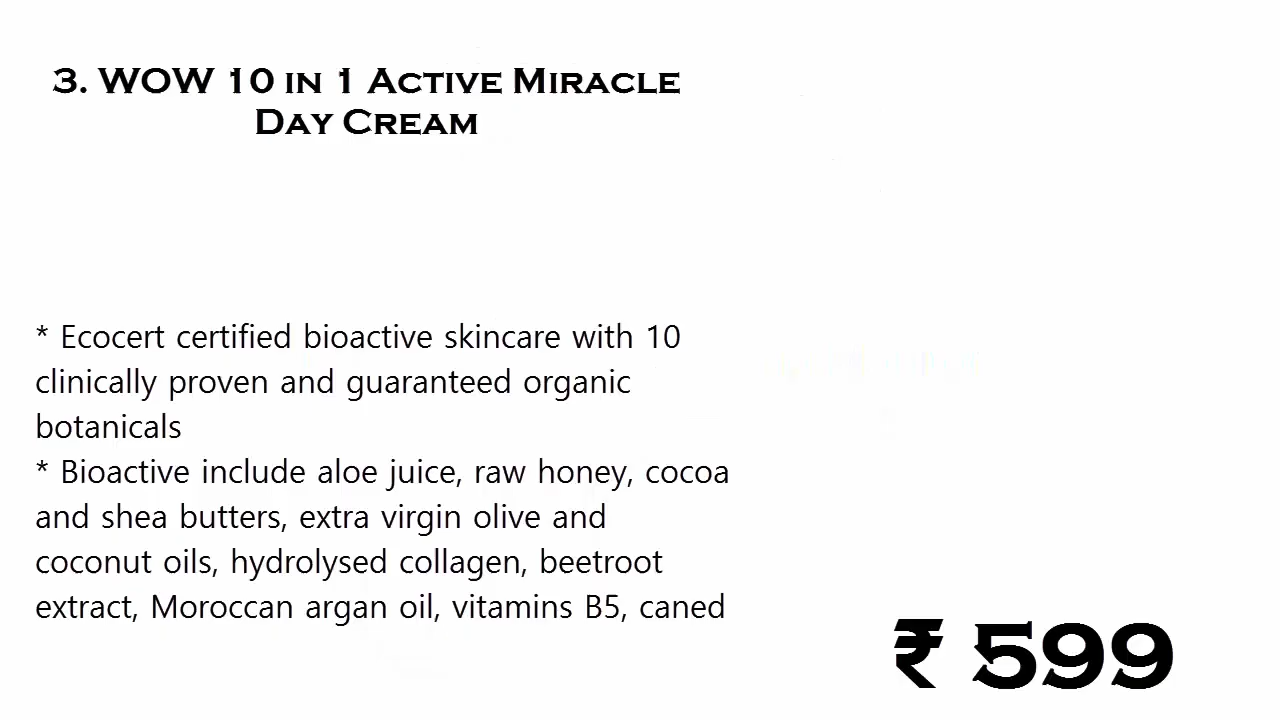 3. WOW 10 in 1 Active Miracle
Day Cream
* Ecocert certified bioactive skincare with 10
clinically proven and guaranteed organic
botanicals
* Bioactive include aloe juice, raw honey, cocoa
and shea butters, extra virgin olive and
coconut oils, hydrolysed collagen, beetroot
extract, Moroccan argan oil, vitamins B5, caned
₹ 599